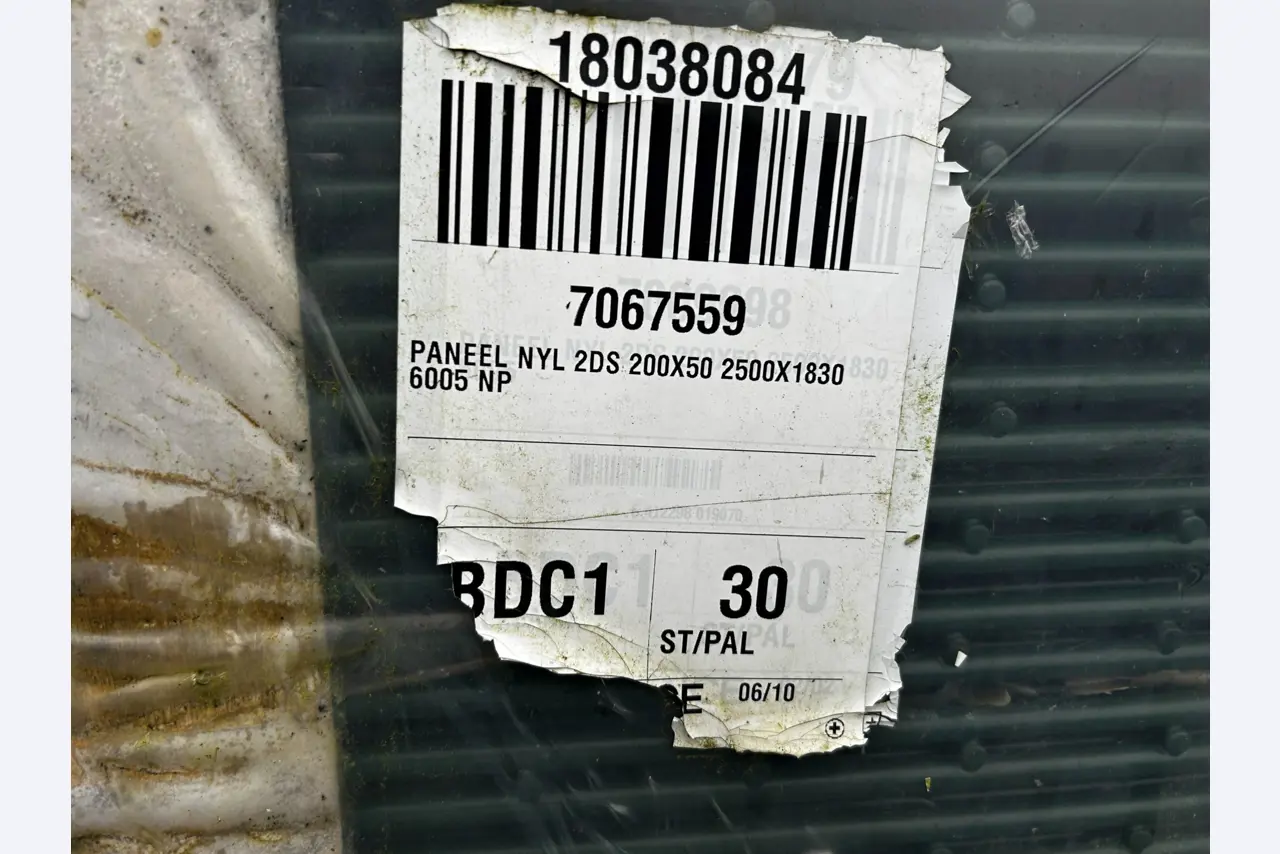 18038084
7067559
PANEEL NYL 2DS 200X50 2500X1830
6005 NP
BDC1
30
ST/PAL
06/10